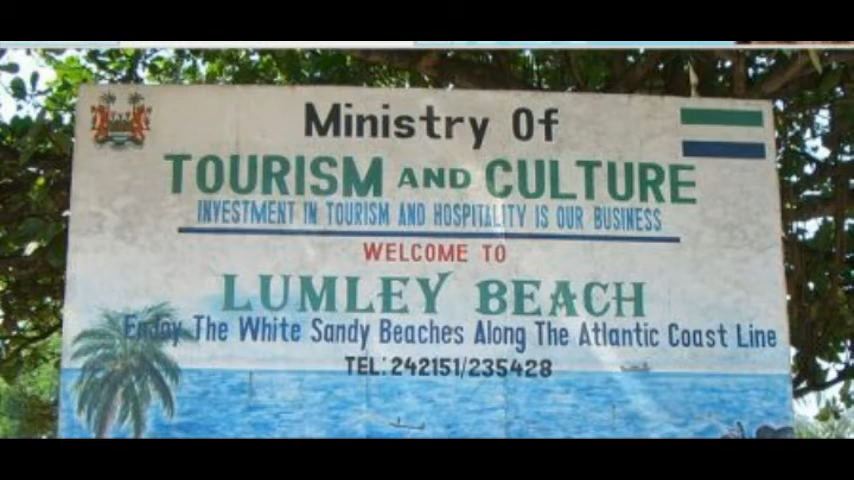 Ministry Of
TOURISM AND CULTURE
INVESTMENT IN TOURISM AND HOSPITALITY IS OUR BUSINESS
WELCOME TO
LUMLEY BEACH
Enjoy The White Sandy Beaches Along The Atlantic Coast Line
TEL: 242151/235428